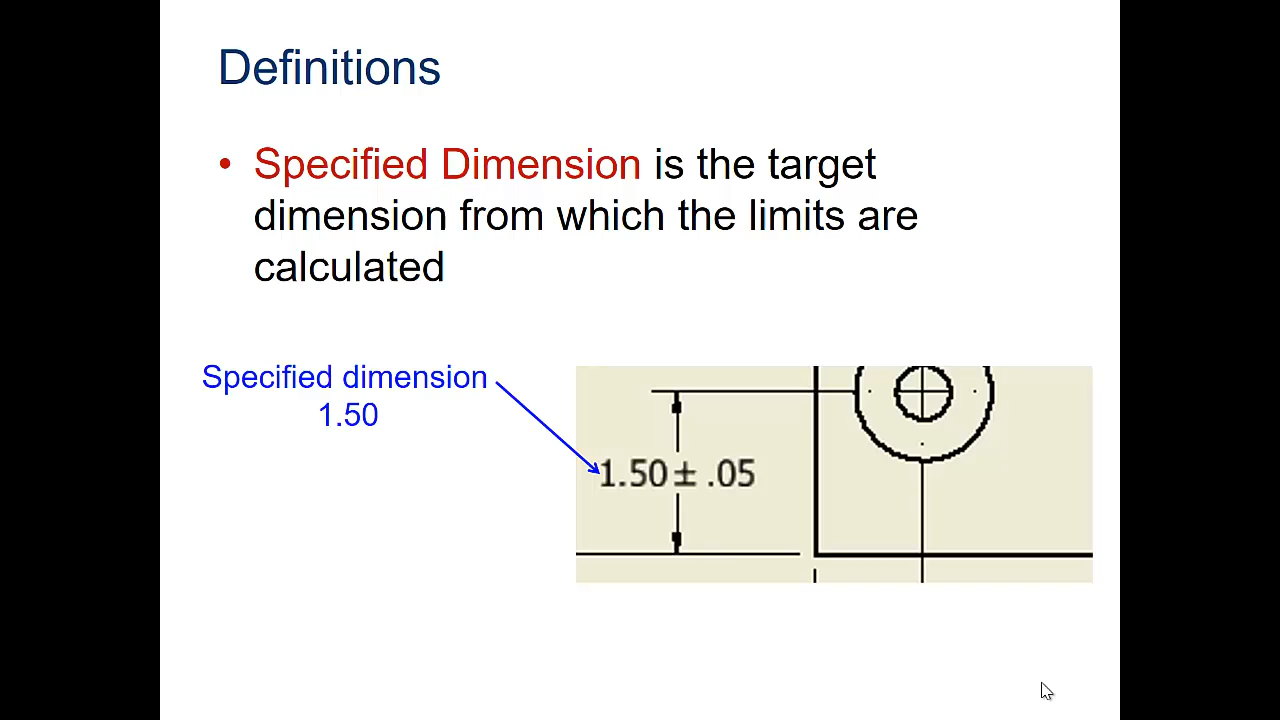 Definitions
• Specified Dimension is the target
dimension from which the limits are
calculated
Specified dimension
1.50
1.50 ± .05